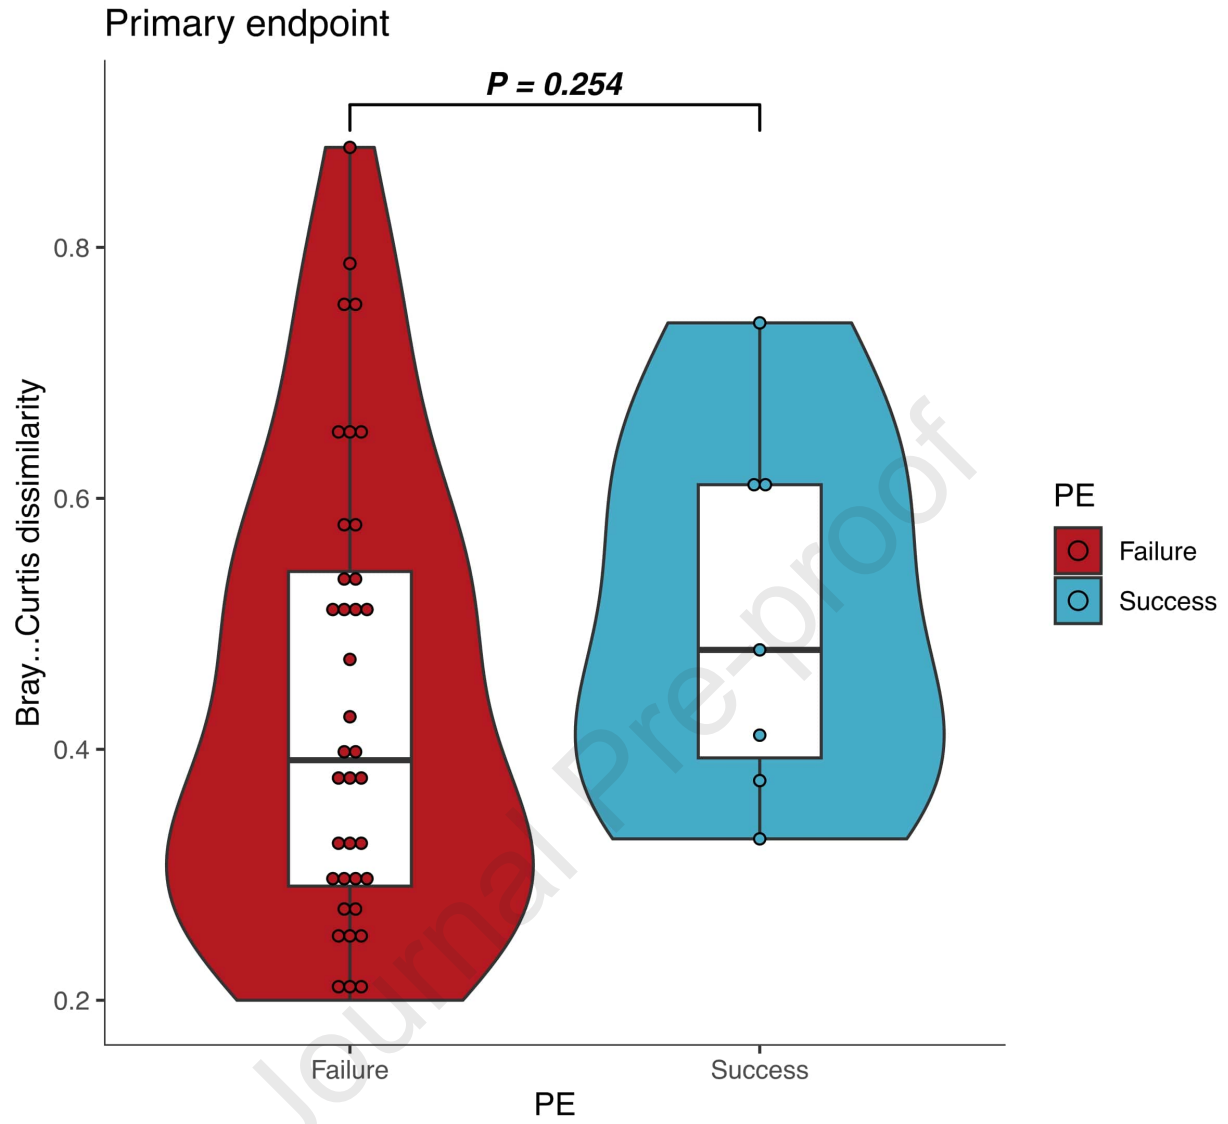 Primary endpoint
P = 0.254
Bray...Curtis dissimilarity
0.8
0.6
0.4
0.2
Failure
Success
PE
PE
Failure
Success
Journal Pre-proof